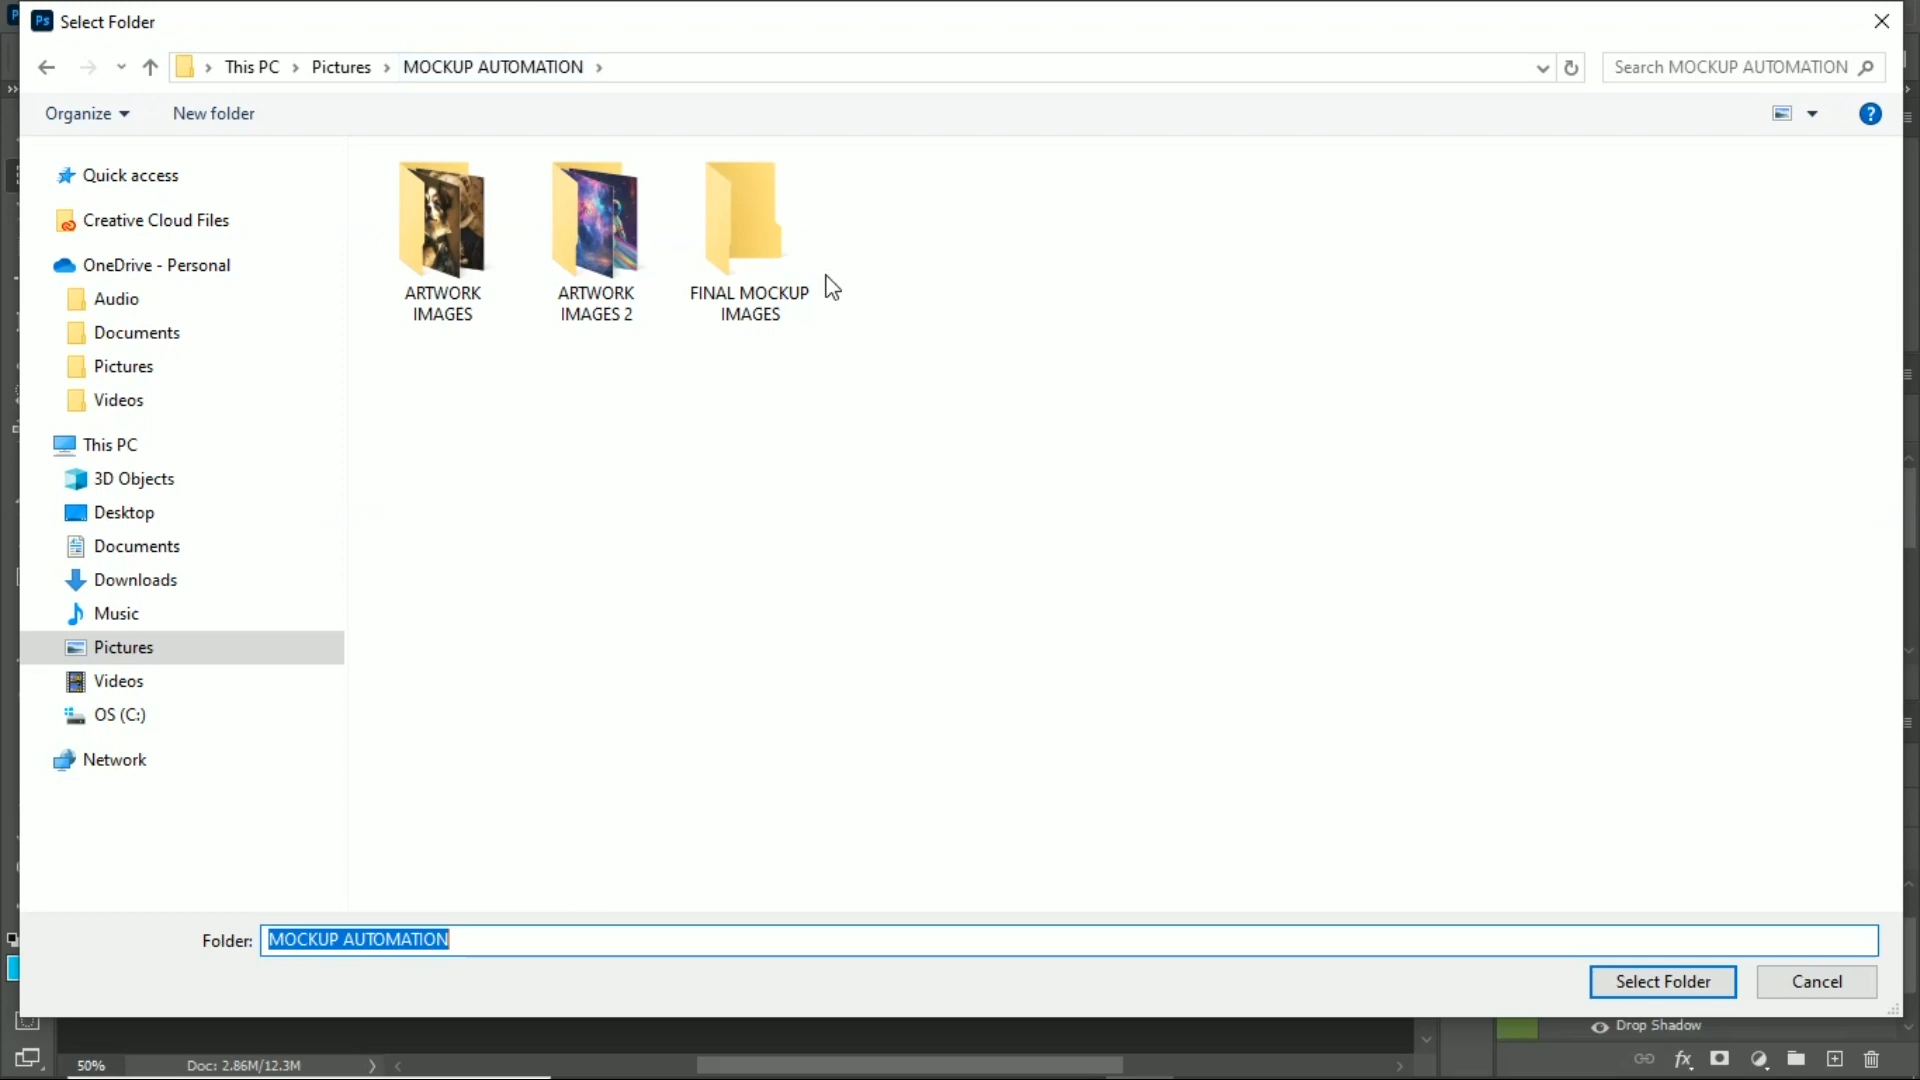 Ps Select Folder
This PC > Pictures > MOCKUP AUTOMATION >
Search MOCKUP AUTOMATION
Organize
New folder
?
Quick access
Creative Cloud Files
OneDrive - Personal
Audio
Documents
Pictures
Videos
This PC
3D Objects
Desktop
Documents
Downloads
Music
Pictures
Videos
OS (C:)
Network
ARTWORK
IMAGES
ARTWORK
IMAGES 2
FINAL MOCKUP
IMAGES
Folder: MOCKUP AUTOMATION
Select Folder
Cancel
Drop Shadow
50%
Doc: 2.86M/12.3M
fx